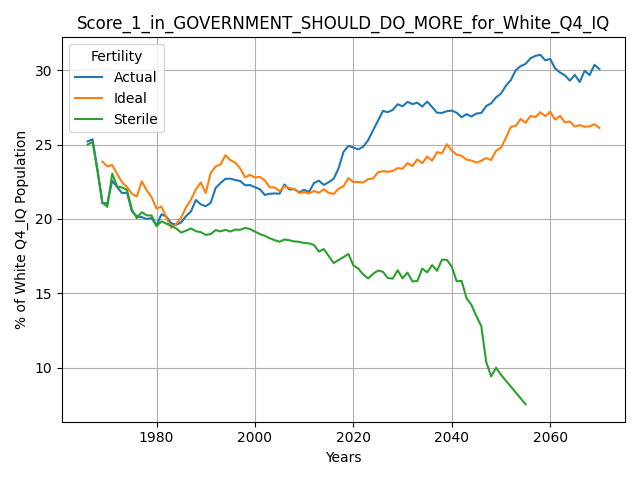 Score_1_in_GOVERNMENT_SHOULD_DO_MORE_for_White_Q4_IQ
Fertility
Actual
Ideal
Sterile
% of White Q4_IQ Population
30
25
20
15
10
1980
2000
2020
2040
2060
Years